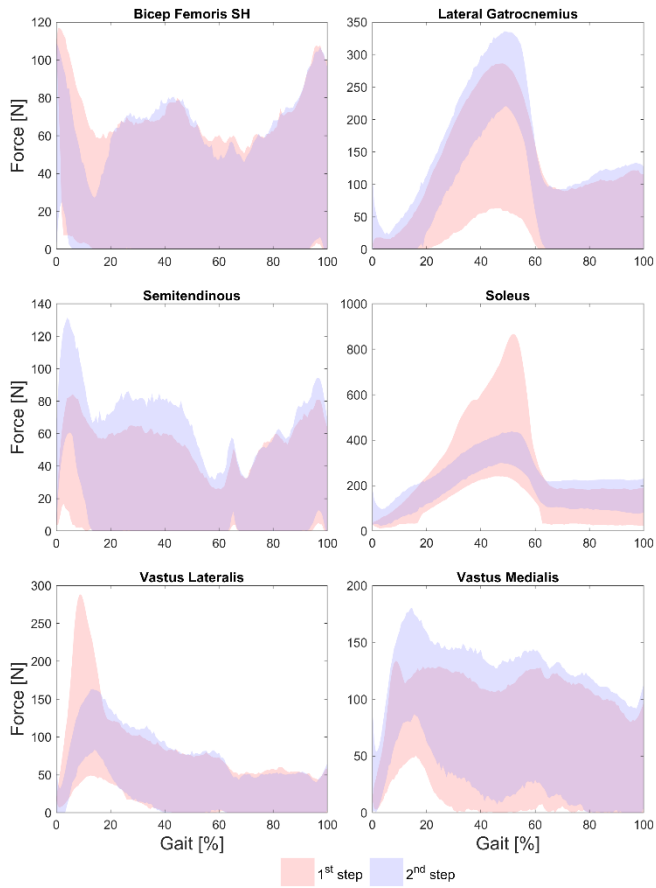 Bicep Femoris SH
Lateral Gatrocnemius
Force [N]
120
100
80
60
40
20
0
0 20 40 60 80 100
350
300
250
200
150
100
50
0
0 20 40 60 80 100
Semitendinous
Soleus
Force [N]
140
120
100
80
60
40
20
0
0 20 40 60 80 100
1000
800
600
400
200
0
0 20 40 60 80 100
Vastus Lateralis
Vastus Medialis
Force [N]
300
250
200
150
100
50
0
0 20 40 60 80 100
Gait [%]
200
150
100
50
0
0 20 40 60 80 100
Gait [%]
1st step 2nd step